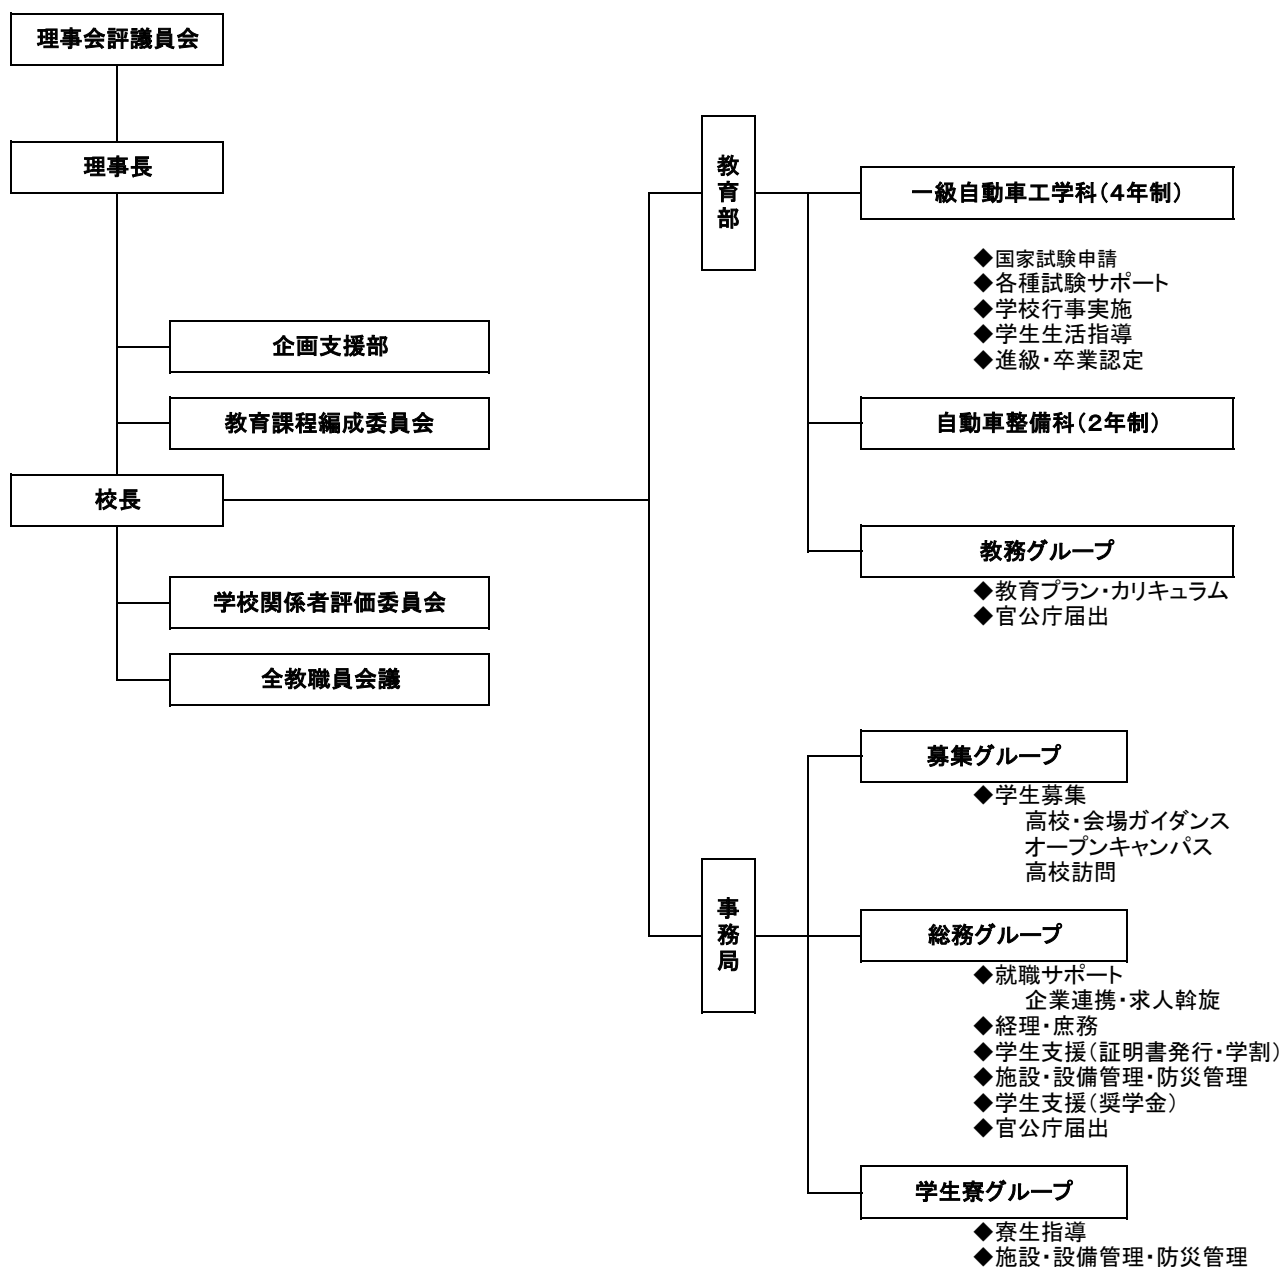 理事会評議員会
理事長
企画支援部
教育課程編成委員会
校長
学校関係者評価委員会
全教職員会議
教育部
一級自動車工学科（４年制）
◆国家試験申請
◆各種試験サポート
◆学校行事実施
◆学生生活指導
◆進級・卒業認定
自動車整備科（２年制）
教務グループ
◆教育プラン・カリキュラム
◆官公庁届出
事務局
募集グループ
◆学生募集
高校・会場ガイダンス
オープンキャンパス
高校訪問
総務グループ
◆就職サポート
企業連携・求人斡旋
◆経理・庶務
◆学生支援（証明書発行・学割）
◆施設・設備管理・防災管理
◆学生支援（奨学金）
◆官公庁届出
学生寮グループ
◆寮生指導
◆施設・設備管理・防災管理